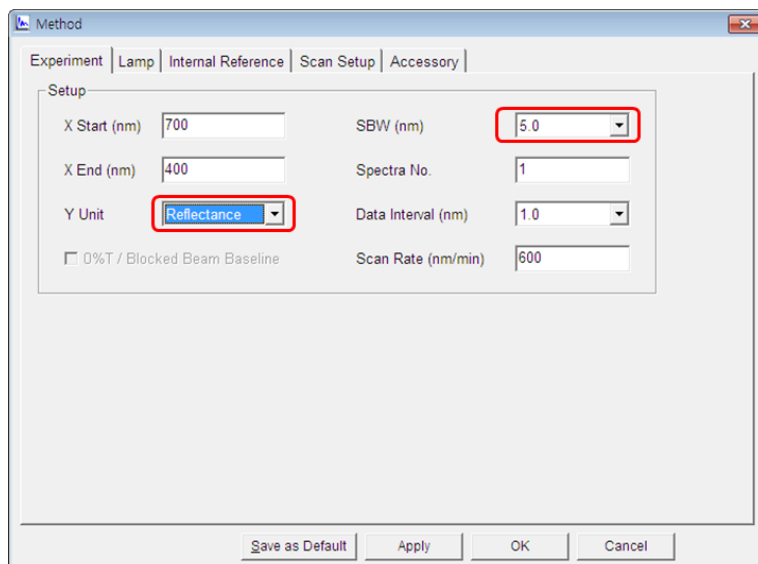 Method
Experiment Lamp Internal Reference Scan Setup Accessory
Setup
X Start (nm) 700 SBW (nm) 5.0
X End (nm) 400 Spectra No. 1
Y Unit Reflectance Data Interval (nm) 1.0
0%T / Blocked Beam Baseline Scan Rate (nm/min) 600
Save as Default Apply OK Cancel